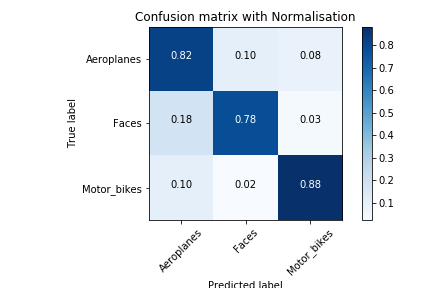 Confusion matrix with Normalisation
True label
Aeroplanes 0.82 0.10 0.08
Faces 0.18 0.78 0.03
Motor_bikes 0.10 0.02 0.88
Aeroplanes Faces Motor_bikes
Predicted label
0.8
0.7
0.6
0.5
0.4
0.3
0.2
0.1